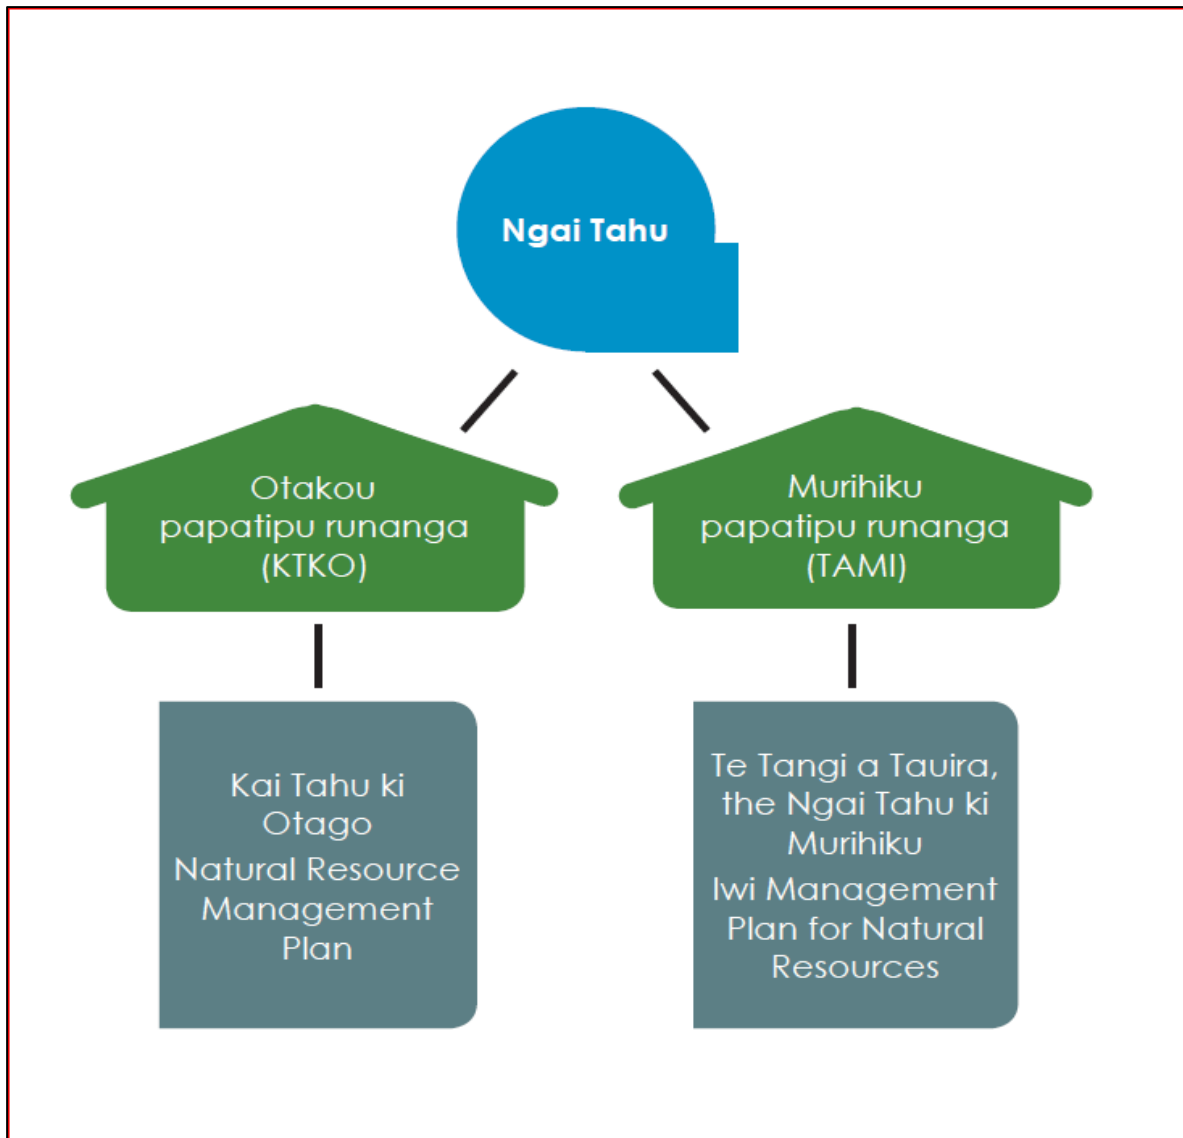 Ngai Tahu
Otakou
papatipu runanga
(KTKO)
Murihiku
papatipu runanga
(TAMI)
Kai Tahu ki
Otago
Natural Resource
Management
Plan
Te Tangi a Tauira,
the Ngai Tahu ki
Murihiku
Iwi Management
Plan for Natural
Resources